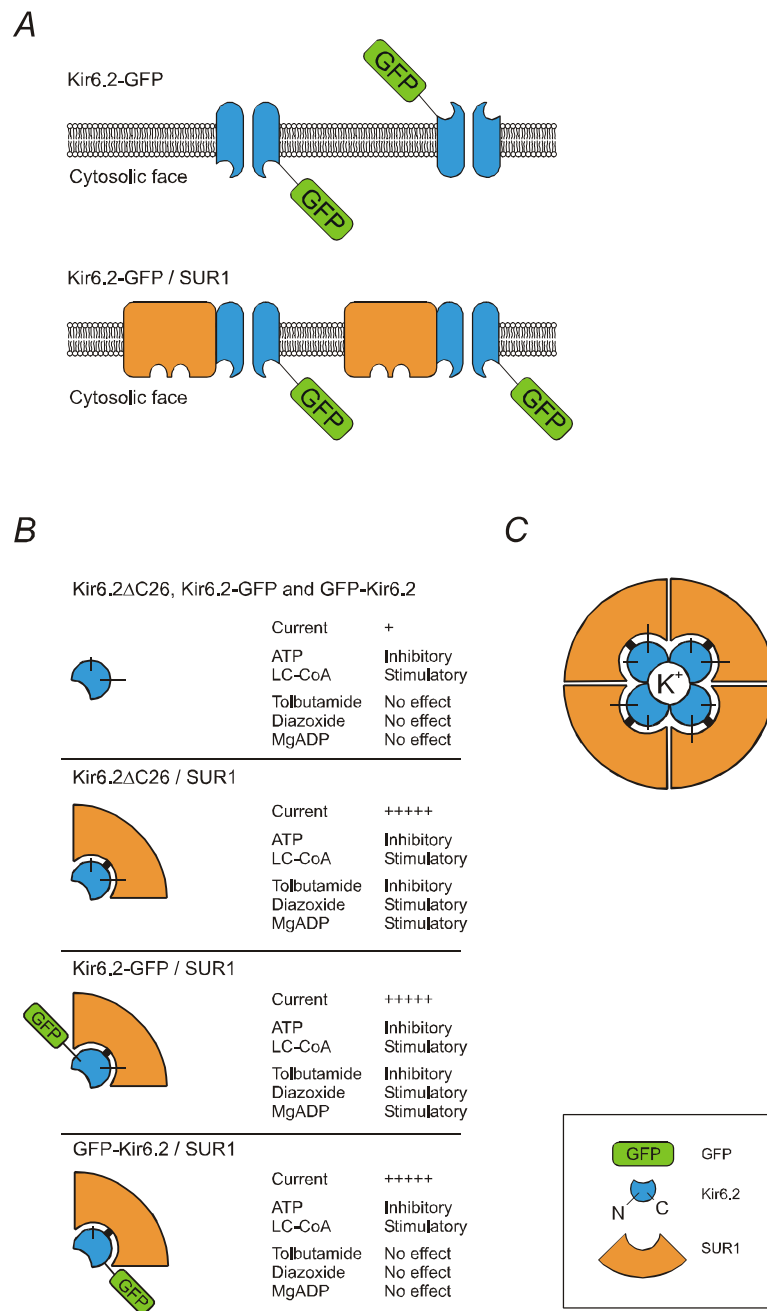 A
Kir6.2-GFP
GFP
Cytosolic face
GFP
Kir6.2-GFP / SUR1
Cytosolic face
GFP
GFP
B
Kir6.2ΔC26, Kir6.2-GFP and GFP-Kir6.2
Current +
ATP Inhibitory
LC-CoA Stimulatory
Tolbutamide No effect
Diazoxide No effect
MgADP No effect
Kir6.2ΔC26 / SUR1
Current +++++
ATP Inhibitory
LC-CoA Stimulatory
Tolbutamide Inhibitory
Diazoxide Stimulatory
MgADP Stimulatory
Kir6.2-GFP / SUR1
GFP
Current +++++
ATP Inhibitory
LC-CoA Stimulatory
Tolbutamide Inhibitory
Diazoxide Stimulatory
MgADP Stimulatory
GFP-Kir6.2 / SUR1
GFP
Current +++++
ATP Inhibitory
LC-CoA Stimulatory
Tolbutamide No effect
Diazoxide No effect
MgADP No effect
C
K+
GFP GFP
Kir6.2
N C
SUR1